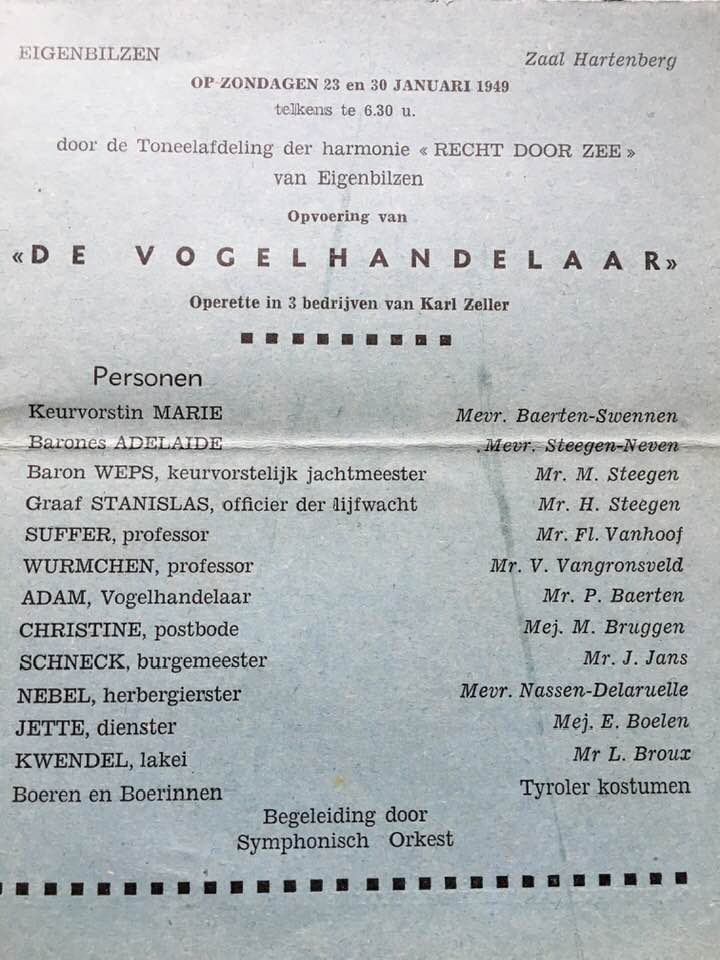 EIGENBILZEN Zaal Hartenberg
OP ZONDAGEN 23 en 30 JANUARI 1949
telkens te 6.30 u.
door de Toneelafdeling der harmonie « RECHT DOOR ZEE »
van Eigenbilzen
Opvoering van
«DE VOGELHANDELAAR»
Operette in 3 bedrijven van Karl Zeller
Personen
Keurvorstin MARIE Mevr. Baerten-Swennen
Barones ADELAIDE Mevr. Steegen-Neven
Baron WEPS, keurvorstelijk jachtmeester Mr. M. Steegen
Graaf STANISLAS, officier der lijfwacht Mr. H. Steegen
SUFFER, professor Mr. Fl. Vanhoof
WURMCHEN, professor Mr. V. Vangronsveld
ADAM, Vogelhandelaar Mr. P. Baerten
CHRISTINE, postbode Mej. M. Bruggen
SCHNECK, burgemeester Mr. J. Jans
NEBEL, herbergierster Mevr. Nassen-Delaruelle
JETTE, dienster Mej. E. Boelen
KWENDEL, lakei Mr L. Broux
Boeren en Boerinnen Tyroler kostumen
Begeleiding door
Symphonisch Orkest